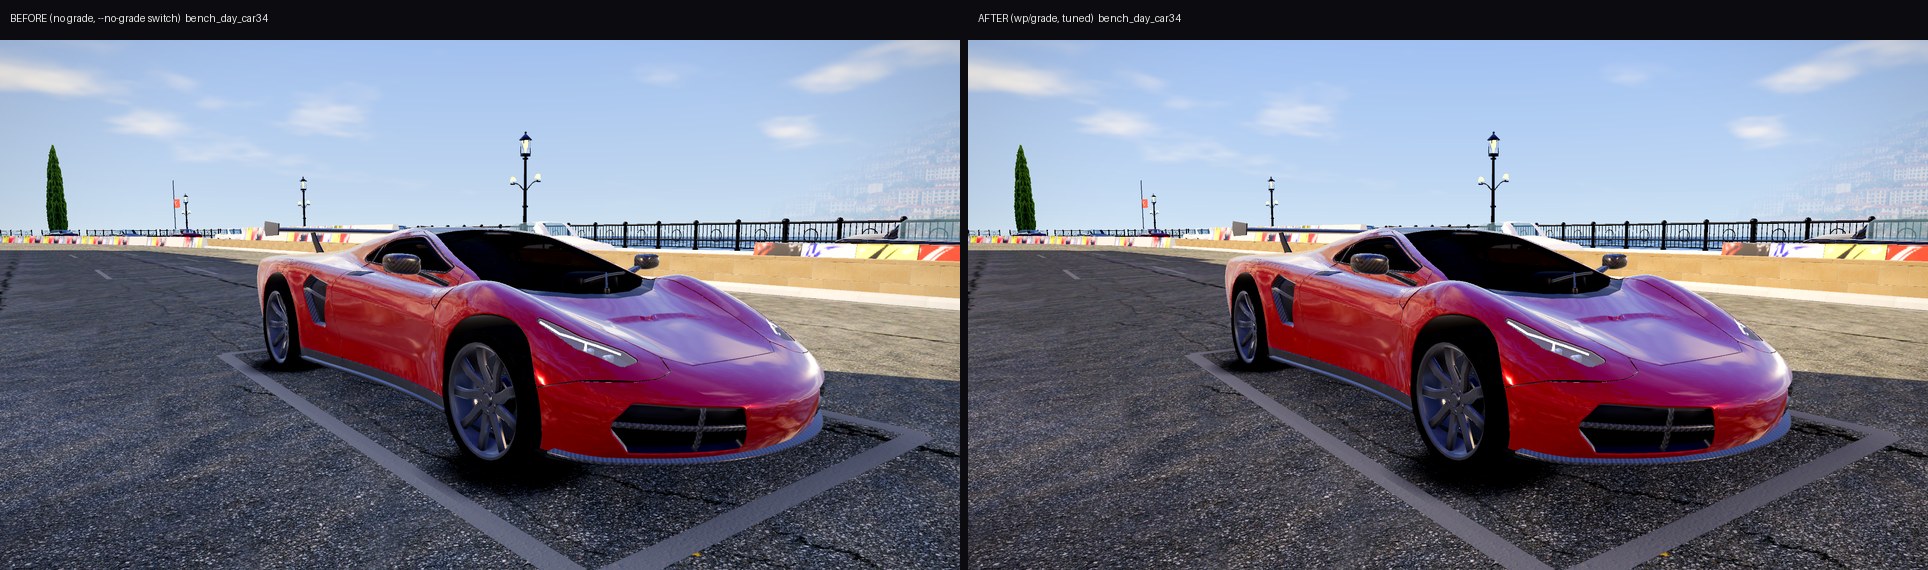 BEFORE (no grade, --no-grade switch) bench_day_car34
AFTER (wp/grade, tuned) bench_day_car34